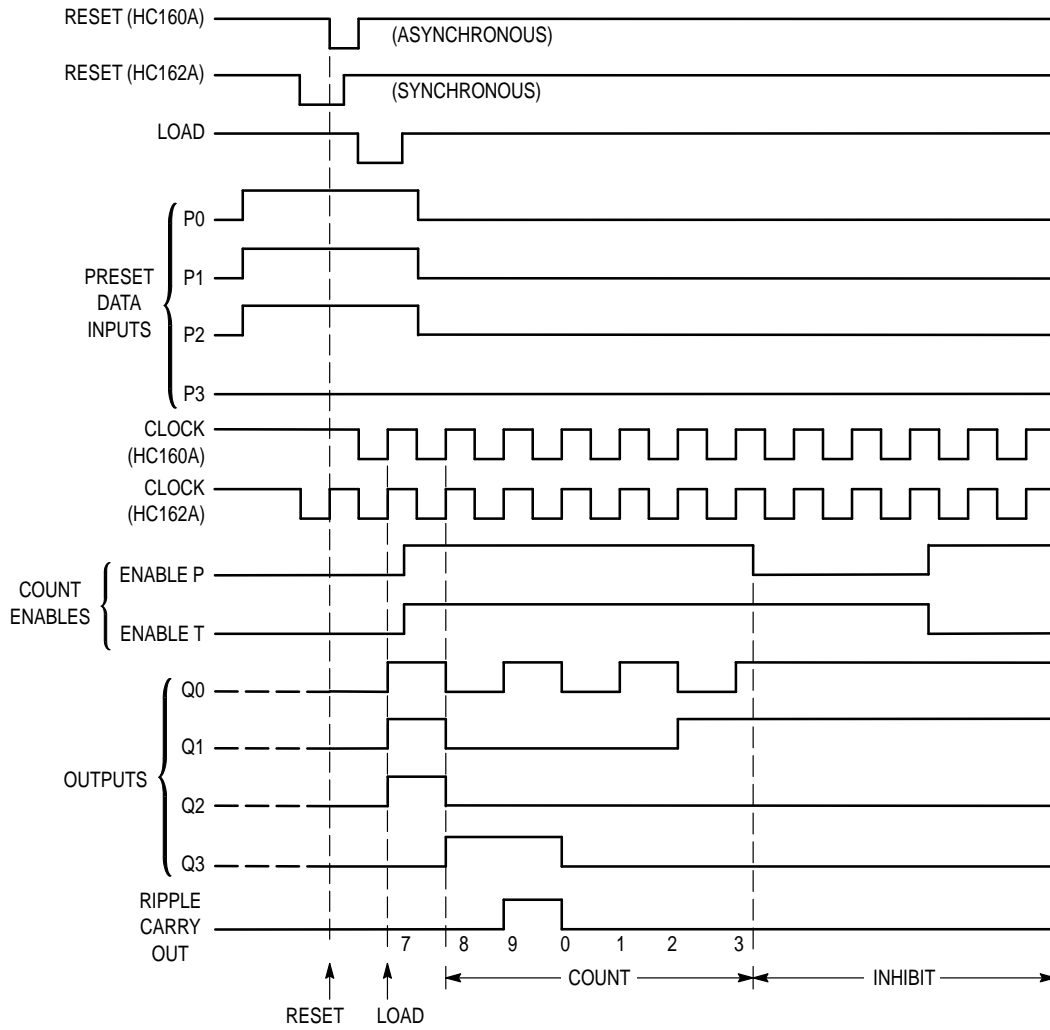 RESET (HC160A)
(ASYNCHRONOUS)
RESET (HC162A)
(SYNCHRONOUS)
LOAD
P0
PRESET
DATA
INPUTS
P1
P2
P3
CLOCK
(HC160A)
CLOCK
(HC162A)
COUNT
ENABLES
ENABLE P
ENABLE T
OUTPUTS
Q0
Q1
Q2
Q3
RIPPLE
CARRY
OUT
7 8 9 0 1 2 3
COUNT INHIBIT
RESET LOAD